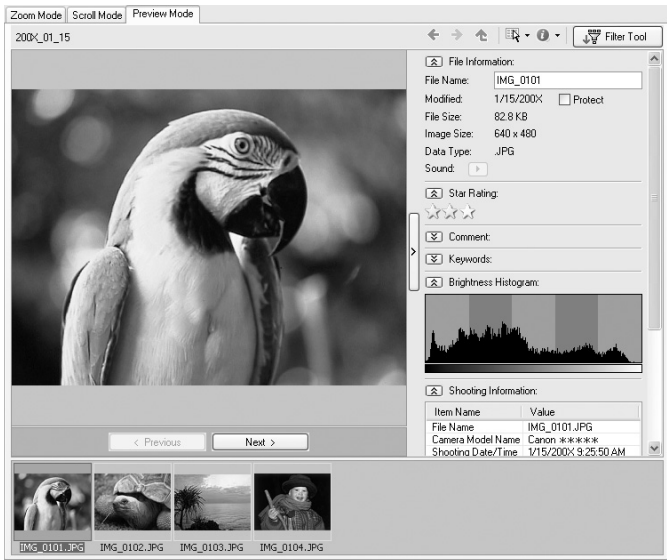 Zoom Mode Scroll Mode Preview Mode
200X_01_15
Filter Tool
File Information:
File Name: IMG_0101
Modified: 1/15/200X Protect
File Size: 82.8 KB
Image Size: 640 x 480
Data Type: .JPG
Sound:
Star Rating:
Comment:
Keywords:
Brightness Histogram:
Shooting Information:
Item Name Value
File Name IMG_0101.JPG
Camera Model Name Canon *****
Shooting Date/Time 1/15/200X 9:25:50 AM
< Previous Next >
IMG_0101.JPG IMG_0102.JPG IMG_0103.JPG IMG_0104.JPG